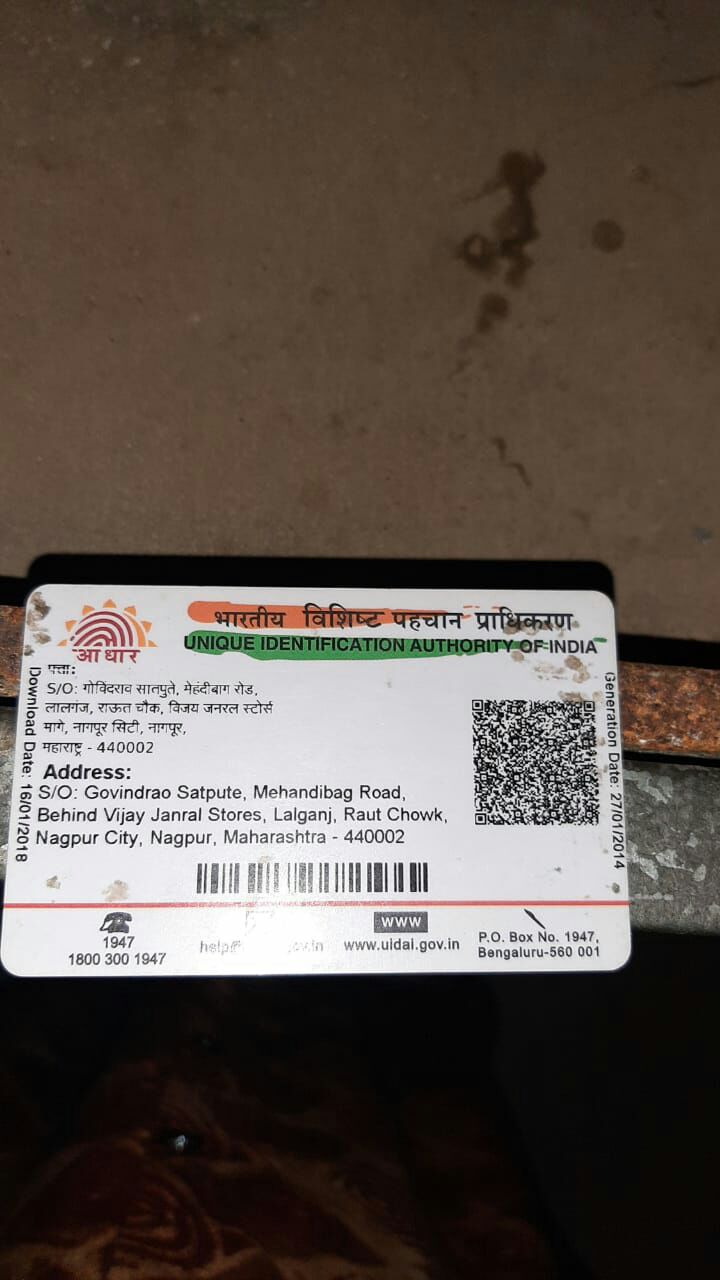 भारतीय विशिष्ट पहचान प्राधिकरण
UNIQUE IDENTIFICATION AUTHORITY OF INDIA
आधार
पत्ता:
S/O: गोविंदराव सातपुते, मेहंदीबाग रोड,
लालगंज, राऊत चौक, विजय जनरल स्टोर्स
मागे, नागपूर सिटी, नागपूर,
महाराष्ट्र - 440002
Address:
S/O: Govindrao Satpute, Mehandibag Road,
Behind Vijay Janral Stores, Lalganj, Raut Chowk,
Nagpur City, Nagpur, Maharashtra - 440002
Download Date: 18/01/2018
Generation Date: 27/01/2014
1947
1800 300 1947
help@
WWW
www.uidai.gov.in
P.O. Box No. 1947,
Bengaluru-560 001